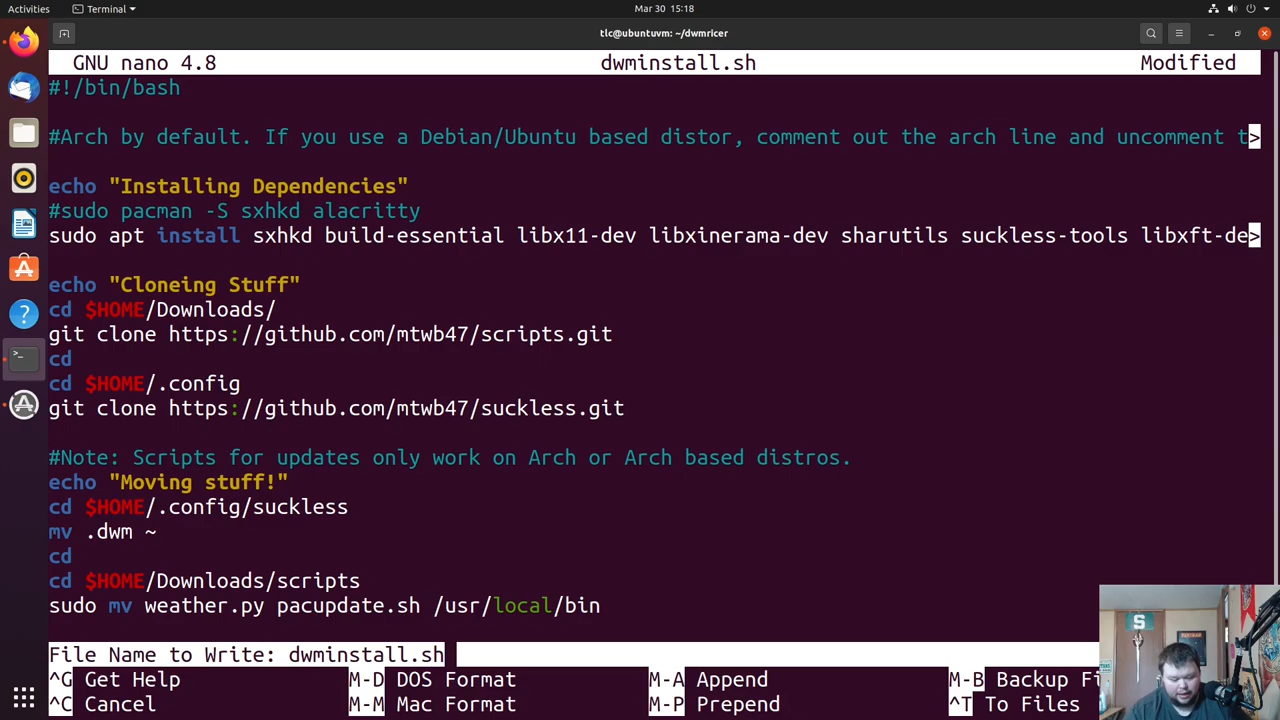 Activities
Terminal
Mar 30 15:18
tlc@ubuntuvm: ~/dwmricer
GNU nano 4.8
dwminstall.sh
Modified
#!/bin/bash
#Arch by default. If you use a Debian/Ubuntu based distor, comment out the arch line and uncomment t>
echo "Installing Dependencies"
#sudo pacman -S sxhkd alacritty
sudo apt install sxhkd build-essential libx11-dev libxinerama-dev sharutils suckless-tools libxft-de>
echo "Cloneing Stuff"
cd $HOME/Downloads/
git clone https://github.com/mtwb47/scripts.git
cd
cd $HOME/.config
git clone https://github.com/mtwb47/suckless.git
#Note: Scripts for updates only work on Arch or Arch based distros.
echo "Moving stuff!"
cd $HOME/.config/suckless
mv .dwm ~
cd
cd $HOME/Downloads/scripts
sudo mv weather.py pacupdate.sh /usr/local/bin
File Name to Write: dwminstall.sh
^G Get Help M-D DOS Format M-A Append M-B Backup Fi
^C Cancel M-M Mac Format M-P Prepend ^T To Files
S